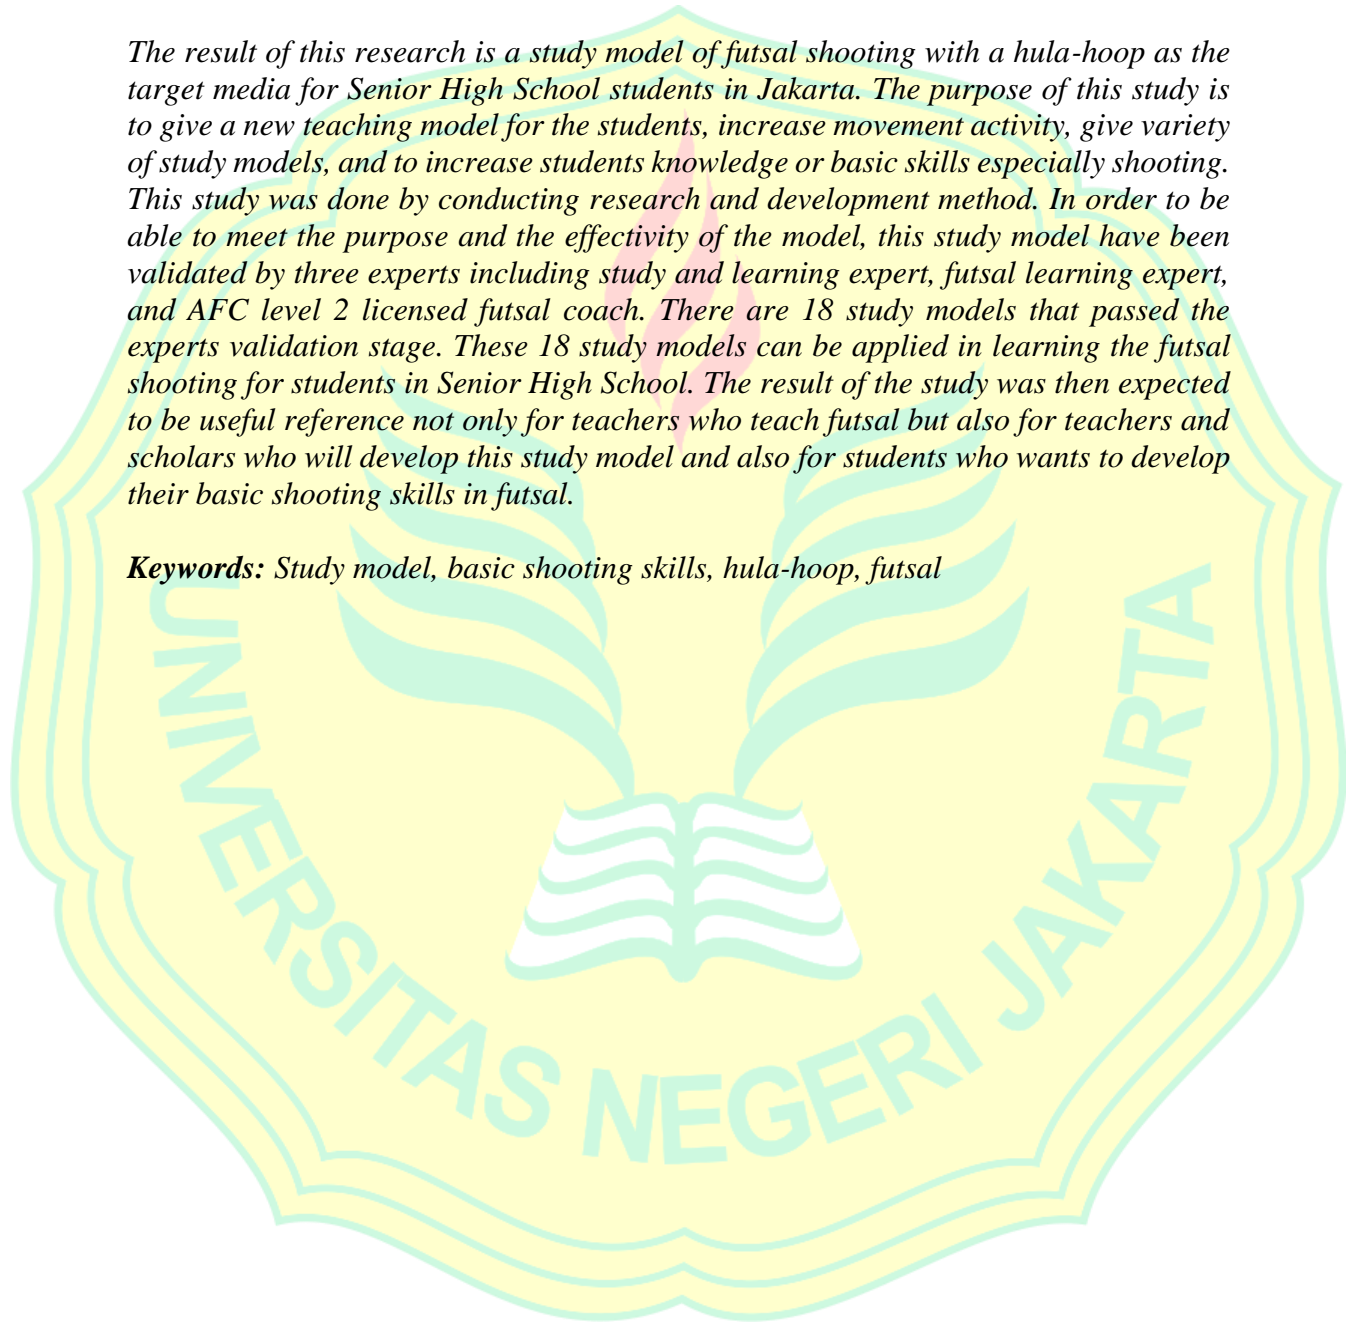 The result of this research is a study model of futsal shooting with a hula-hoop as the
target media for Senior High School students in Jakarta. The purpose of this study is
to give a new teaching model for the students, increase movement activity, give variety
of study models, and to increase students knowledge or basic skills especially shooting.
This study was done by conducting research and development method. In order to be
able to meet the purpose and the effectivity of the model, this study model have been
validated by three experts including study and learning expert, futsal learning expert,
and AFC level 2 licensed futsal coach. There are 18 study models that passed the
experts validation stage. These 18 study models can be applied in learning the futsal
shooting for students in Senior High School. The result of the study was then expected
to be useful reference not only for teachers who teach futsal but also for teachers and
scholars who will develop this study model and also for students who wants to develop
their basic shooting skills in futsal.
Keywords: Study model, basic shooting skills, hula-hoop, futsal
UNIVERSITAS NEGERI JAKARTA